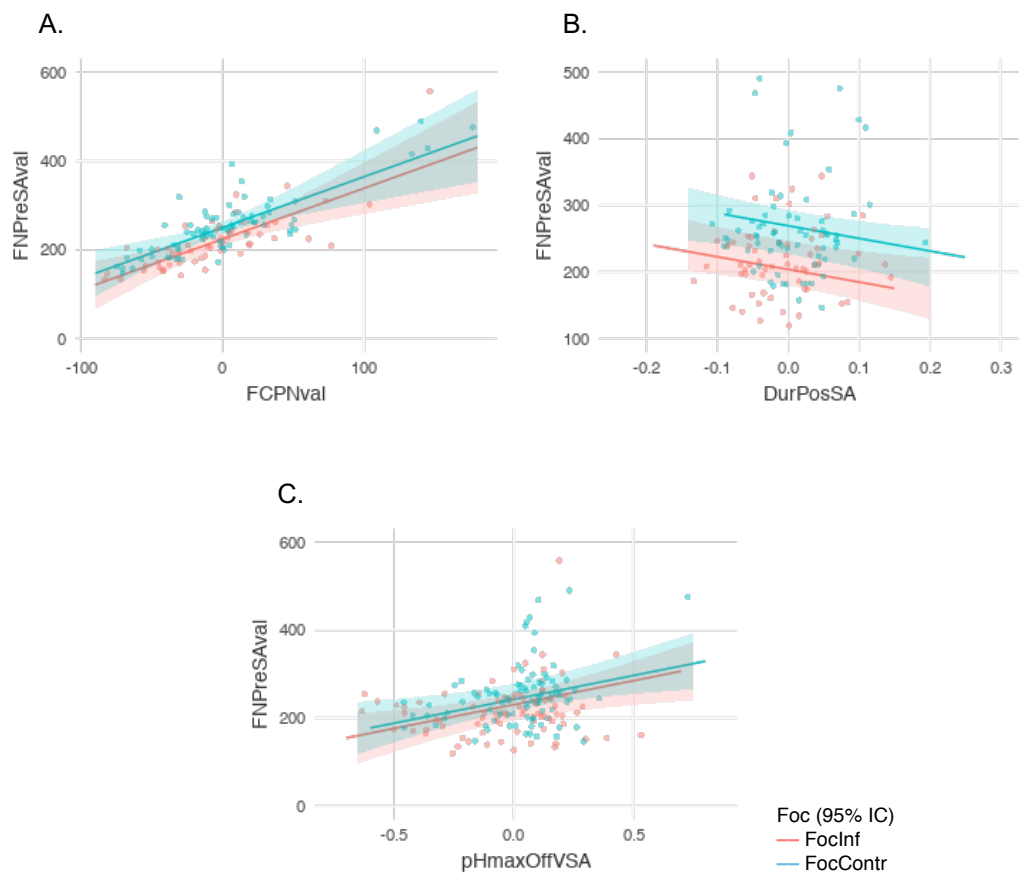 A.
600
400
200
0
FNPreSAval
-100
0
100
FCPNval
B.
500
400
300
200
100
FNPreSAval
-0.2
-0.1
0.0
0.1
0.2
0.3
DurPosSA
C.
600
400
200
0
FNPreSAval
-0.5
0.0
0.5
pHmaxOffVSA
Foc (95% IC)
FocInf
FocContr